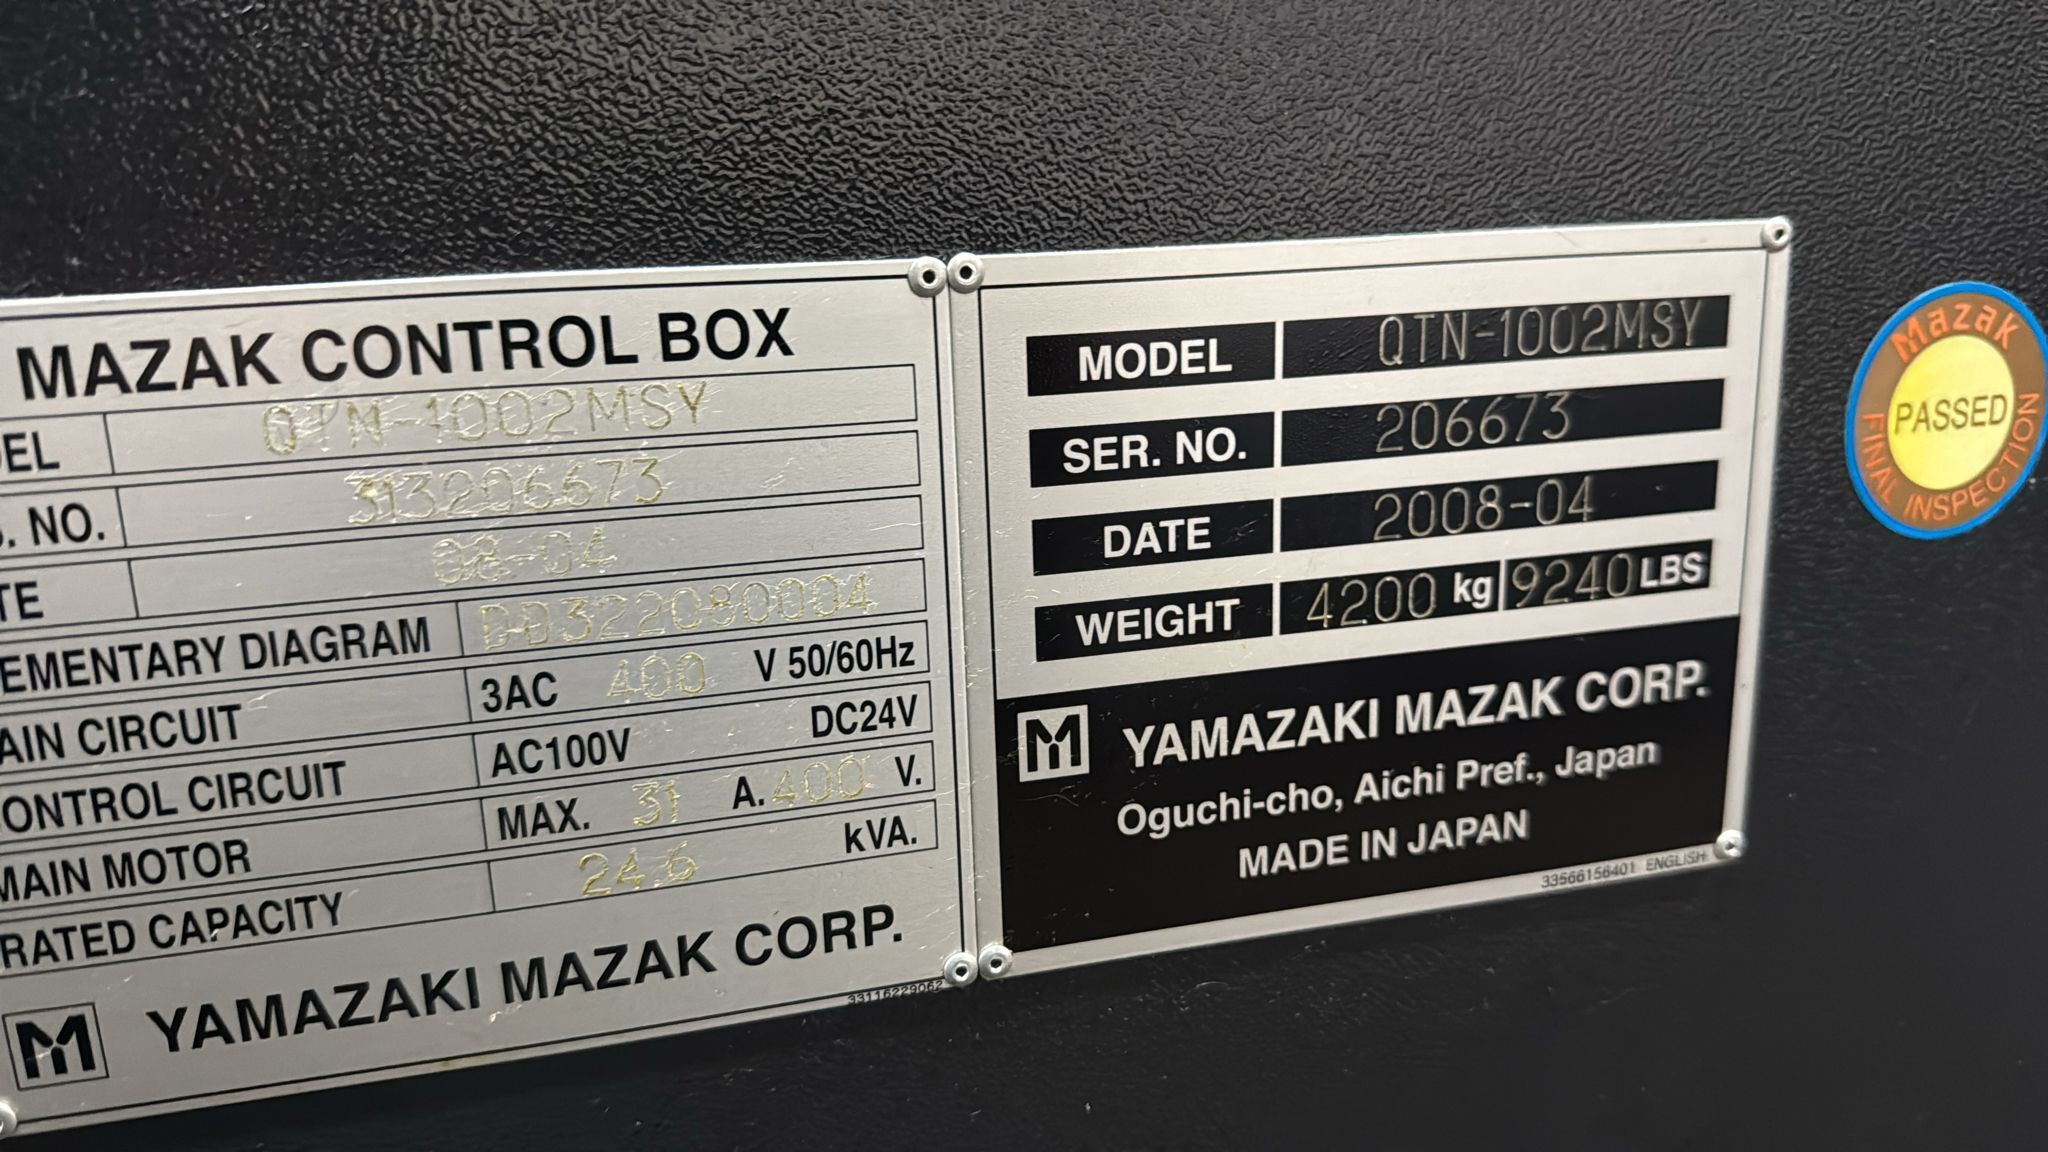 MAZAK CONTROL BOX
EL QTN-1002MSY
. NO. 313206673
TE 08-04
EMENTARY DIAGRAM DD322080004
AIN CIRCUIT 3AC 400 V 50/60Hz
ONTROL CIRCUIT AC100V DC24V
MAIN MOTOR MAX. 31 A. 400 V.
RATED CAPACITY 24.6 kVA.
YAMAZAKI MAZAK CORP.
33116229062
MODEL QTN-1002MSY
SER. NO. 206673
DATE 2008-04
WEIGHT 4200 kg 9240 LBS
YAMAZAKI MAZAK CORP.
Oguchi-cho, Aichi Pref., Japan
MADE IN JAPAN
33566156401 ENGLISH
Mazak
PASSED
FINAL INSPECTION